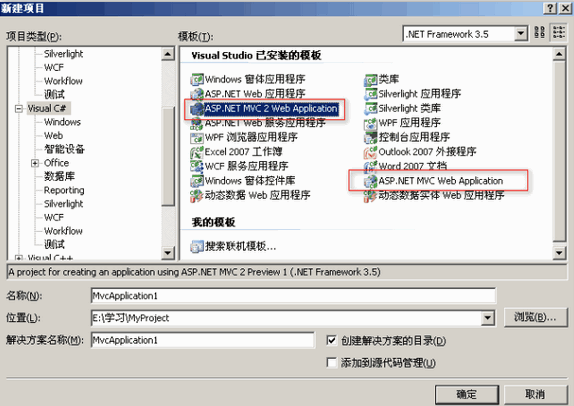 新建项目
项目类型(P):
模板(T):
.NET Framework 3.5
Silverlight
WCF
Workflow
测试
Visual C#
Windows
Web
智能设备
Office
数据库
Reporting
Silverlight
WCF
Workflow
测试
Visual C++
Visual Studio 已安装的模板
Windows 窗体应用程序
类库
ASP.NET Web 应用程序
Silverlight 应用程序
ASP.NET MVC 2 Web Application
Silverlight 类库
ASP.NET Web 服务应用程序
WPF 应用程序
WPF 浏览器应用程序
控制台应用程序
Excel 2007 工作簿
Outlook 2007 外接程序
WCF 服务应用程序
Word 2007 文档
Windows 窗体控件库
ASP.NET MVC Web Application
动态数据 Web 应用程序
动态数据实体 Web 应用程序
我的模板
搜索联机模板...
A project for creating an application using ASP.NET MVC 2 Preview 1 (.NET Framework 3.5)
名称(N):
MvcApplication1
位置(L):
E:\学习\MyProject
浏览(B)...
解决方案名称(M):
MvcApplication1
创建解决方案的目录(D)
添加到源代码管理(U)
确定
取消